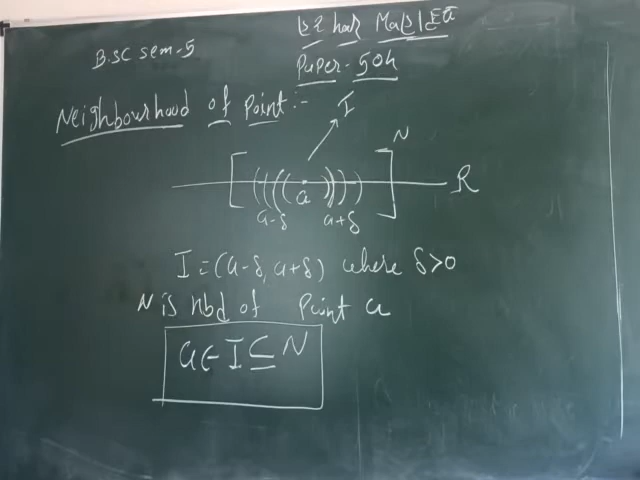 B.SC sem-5
Paper-504
Neighbourhood of Point :-
I
N
a
R
a-δ a+δ
I = (a-δ, a+δ) where δ>0
N is nbd of Point a
a ∈ I ⊆ N